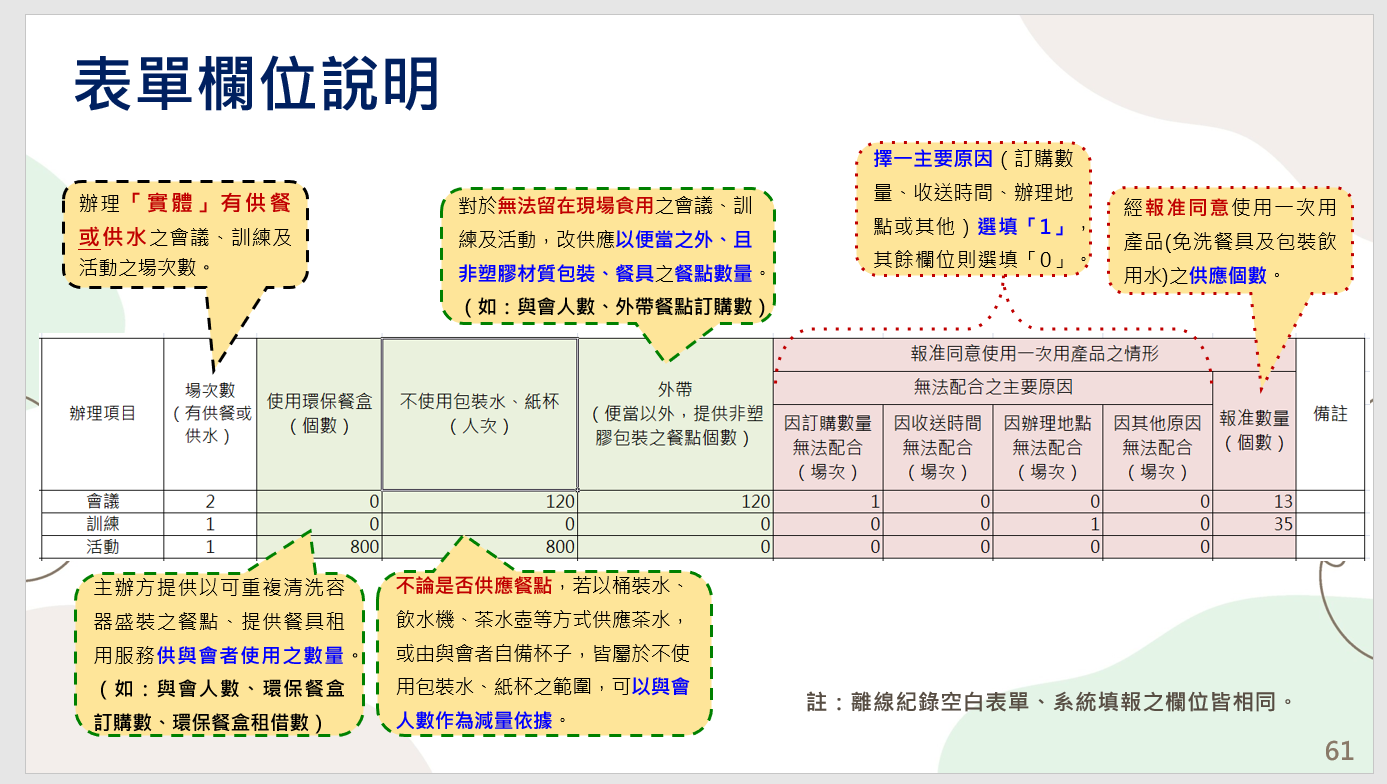 表單欄位說明
辦理「實體」有供餐
或供水之會議、訓練及
活動之場次數。
對於無法留在現場食用之會議、訓
練及活動，改供應以便當之外、且
非塑膠材質包裝、餐具之餐點數量。
（如：與會人數、外帶餐點訂購數）
擇一主要原因（訂購數
量、收送時間、辦理地
點或其他）選填「1」，
其餘欄位則選填「0」。
經報准同意使用一次用
產品(免洗餐具及包裝飲
用水)之供應個數。
辦理項目
場次數
（有供餐或
供水）
使用環保餐盒
（個數）
不使用包裝水、紙杯
（人次）
外帶
（便當以外，提供非塑
膠包裝之餐點個數）
報准同意使用一次用產品之情形
無法配合之主要原因
因訂購數量
無法配合
（場次）
因收送時間
無法配合
（場次）
因辦理地點
無法配合
（場次）
因其他原因
無法配合
（場次）
報准數量
（個數）
備註
會議 2 0 120 120 1 0 0 0 13
訓練 1 0 0 0 0 0 1 0 35
活動 1 800 800 0 0 0 0 0
主辦方提供以可重複清洗容
器盛裝之餐點、提供餐具租
用服務供與會者使用之數量。
（如：與會人數、環保餐盒
訂購數、環保餐盒租借數）
不論是否供應餐點，若以桶裝水、
飲水機、茶水壺等方式供應茶水，
或由與會者自備杯子，皆屬於不使
用包裝水、紙杯之範圍，可以與會
人數作為減量依據。
註：離線紀錄空白表單、系統填報之欄位皆相同。
61